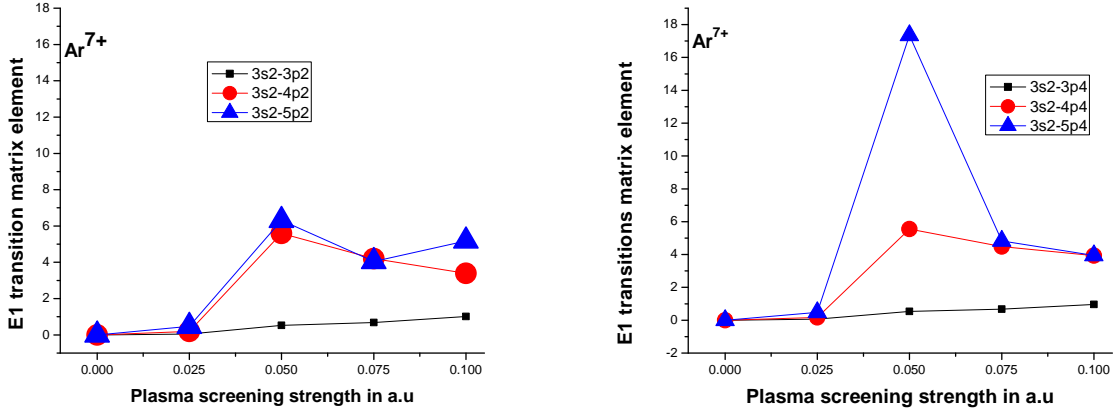 Ar7+
3s2-3p2
3s2-4p2
3s2-5p2
E1 transition matrix element
18
16
14
12
10
8
6
4
2
0
0.000 0.025 0.050 0.075 0.100
Plasma screening strength in a.u
Ar7+
3s2-3p4
3s2-4p4
3s2-5p4
E1 transitions matrix element
18
16
14
12
10
8
6
4
2
0
-2
0.000 0.025 0.050 0.075 0.100
Plasma screening strength in a.u